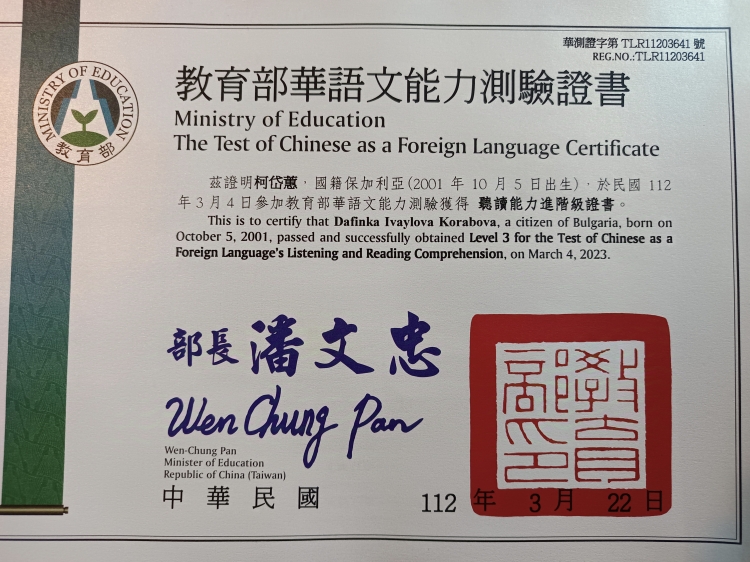 華測證字第 TLR11203641 號
REG.NO.:TLR11203641
MINISTRY OF EDUCATION
教育部
教育部華語文能力測驗證書
Ministry of Education
The Test of Chinese as a Foreign Language Certificate
茲證明柯岱蕙，國籍保加利亞(2001 年 10 月 5 日出生)，於民國 112
年 3 月 4 日參加教育部華語文能力測驗獲得 聽讀能力進階級證書。
This is to certify that Dafinka Ivaylova Korabova, a citizen of Bulgaria, born on
October 5, 2001, passed and successfully obtained Level 3 for the Test of Chinese as a
Foreign Language's Listening and Reading Comprehension, on March 4, 2023.
部長 潘文忠
Wen Chung Pan
Wen-Chung Pan
Minister of Education
Republic of China (Taiwan)
中華民國 112 年 3 月 22 日
教育部印